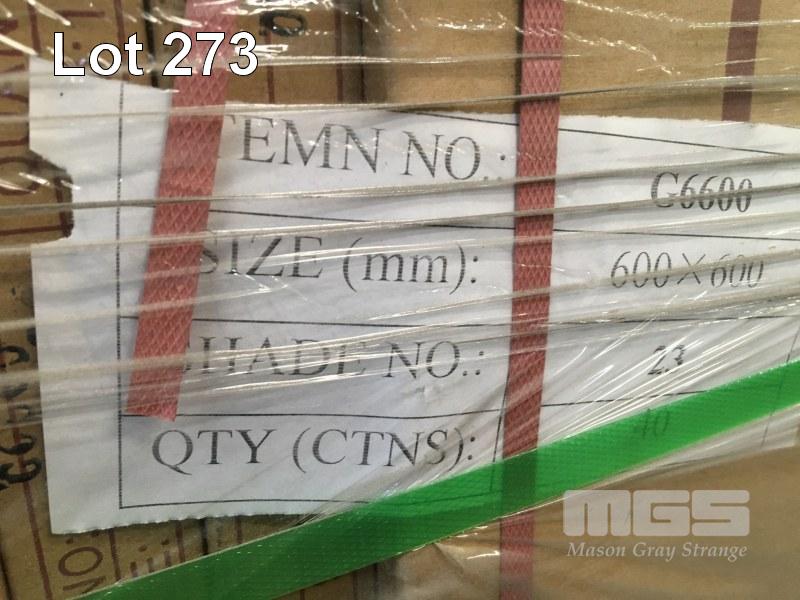 Lot 273
TEMN NO.: G6600
SIZE (mm): 600×600
SHADE NO.: 23
QTY (CTNS): 40
NO:
MGS
Mason Gray Strange